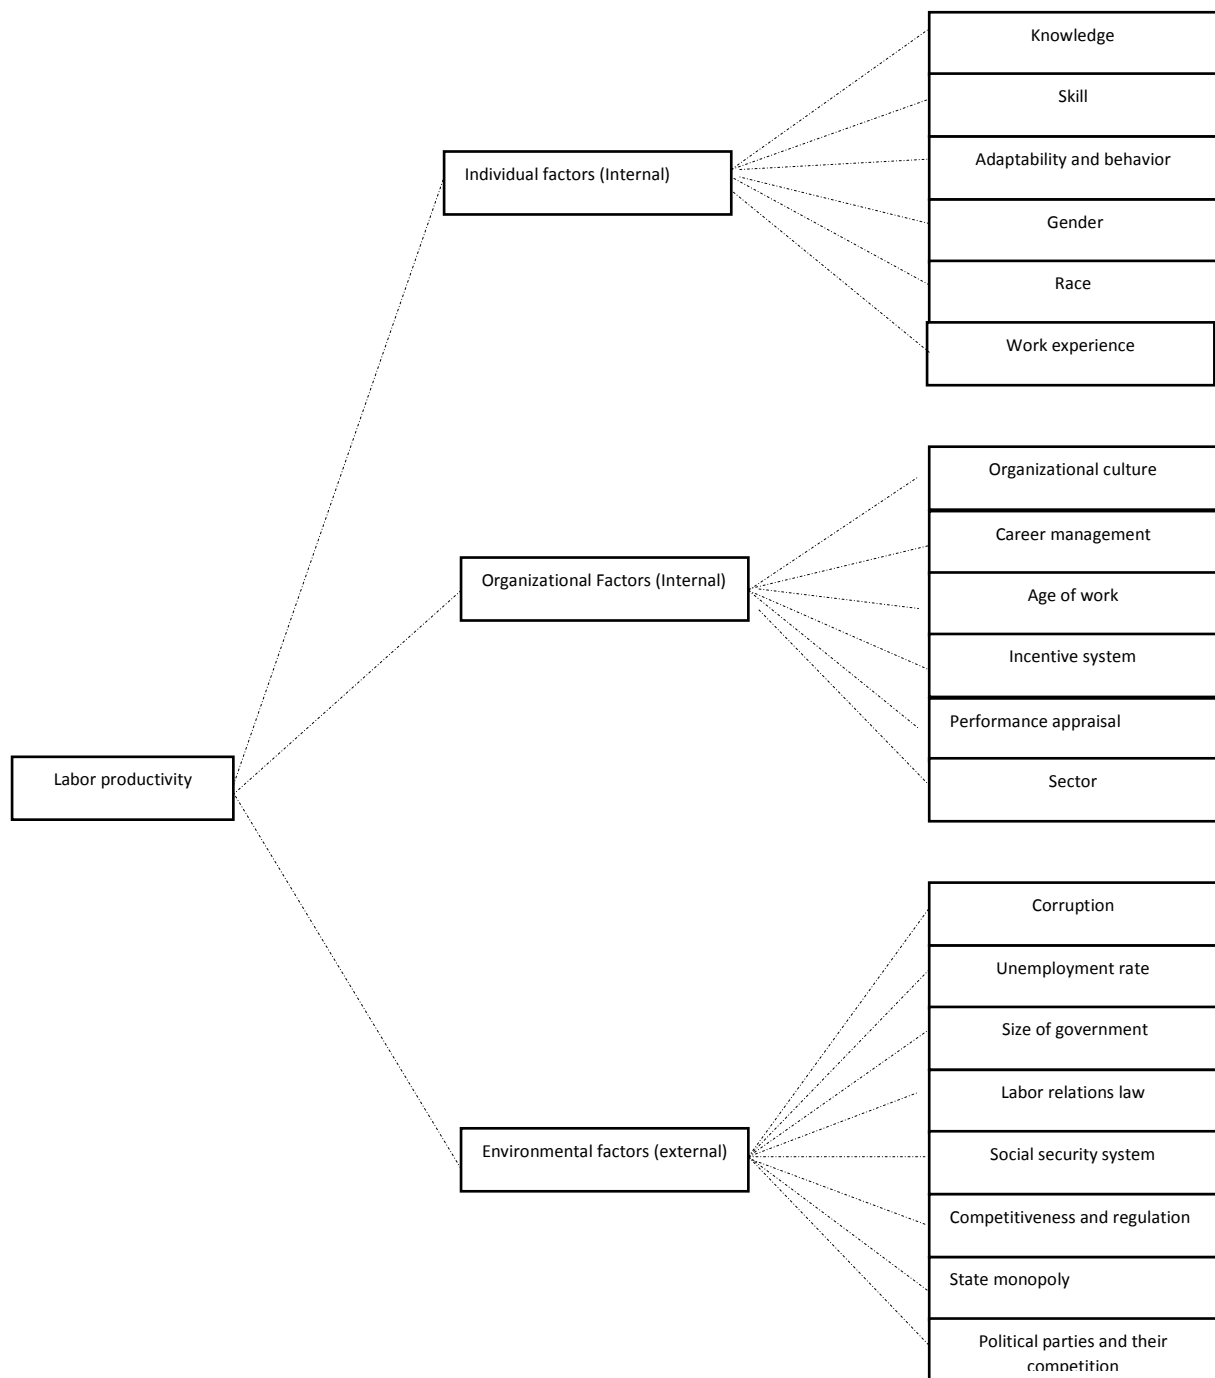 Knowledge
Skill
Adaptability and behavior
Individual factors (Internal)
Gender
Race
Work experience
Organizational culture
Career management
Organizational Factors (Internal)
Age of work
Incentive system
Performance appraisal
Labor productivity
Sector
Corruption
Unemployment rate
Size of government
Labor relations law
Environmental factors (external)
Social security system
Competitiveness and regulation
State monopoly
Political parties and their
competition